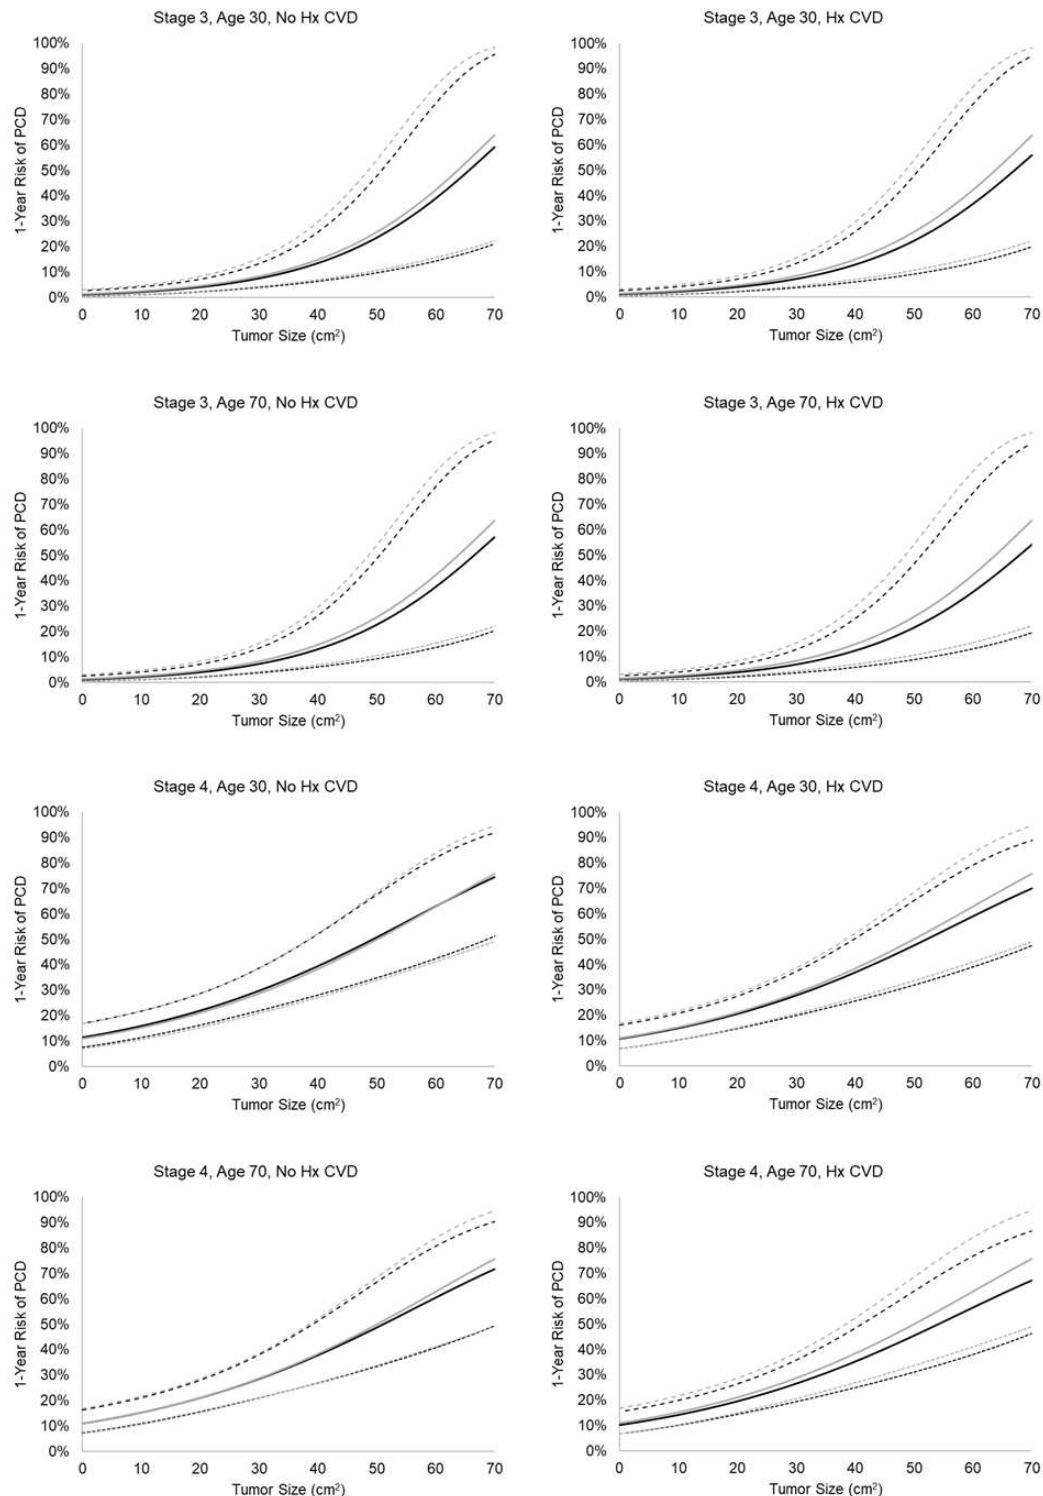 Stage 3, Age 30, No Hx CVD
1-Year Risk of PCD
100%
90%
80%
70%
60%
50%
40%
30%
20%
10%
0%
0 10 20 30 40 50 60 70
Tumor Size (cm²)
Stage 3, Age 30, Hx CVD
1-Year Risk of PCD
100%
90%
80%
70%
60%
50%
40%
30%
20%
10%
0%
0 10 20 30 40 50 60 70
Tumor Size (cm²)
Stage 3, Age 70, No Hx CVD
1-Year Risk of PCD
100%
90%
80%
70%
60%
50%
40%
30%
20%
10%
0%
0 10 20 30 40 50 60 70
Tumor Size (cm²)
Stage 3, Age 70, Hx CVD
1-Year Risk of PCD
100%
90%
80%
70%
60%
50%
40%
30%
20%
10%
0%
0 10 20 30 40 50 60 70
Tumor Size (cm²)
Stage 4, Age 30, No Hx CVD
1-Year Risk of PCD
100%
90%
80%
70%
60%
50%
40%
30%
20%
10%
0%
0 10 20 30 40 50 60 70
Tumor Size (cm²)
Stage 4, Age 30, Hx CVD
1-Year Risk of PCD
100%
90%
80%
70%
60%
50%
40%
30%
20%
10%
0%
0 10 20 30 40 50 60 70
Tumor Size (cm²)
Stage 4, Age 70, No Hx CVD
1-Year Risk of PCD
100%
90%
80%
70%
60%
50%
40%
30%
20%
10%
0%
0 10 20 30 40 50 60 70
Tumor Size (cm²)
Stage 4, Age 70, Hx CVD
1-Year Risk of PCD
100%
90%
80%
70%
60%
50%
40%
30%
20%
10%
0%
0 10 20 30 40 50 60 70
Tumor Size (cm²)